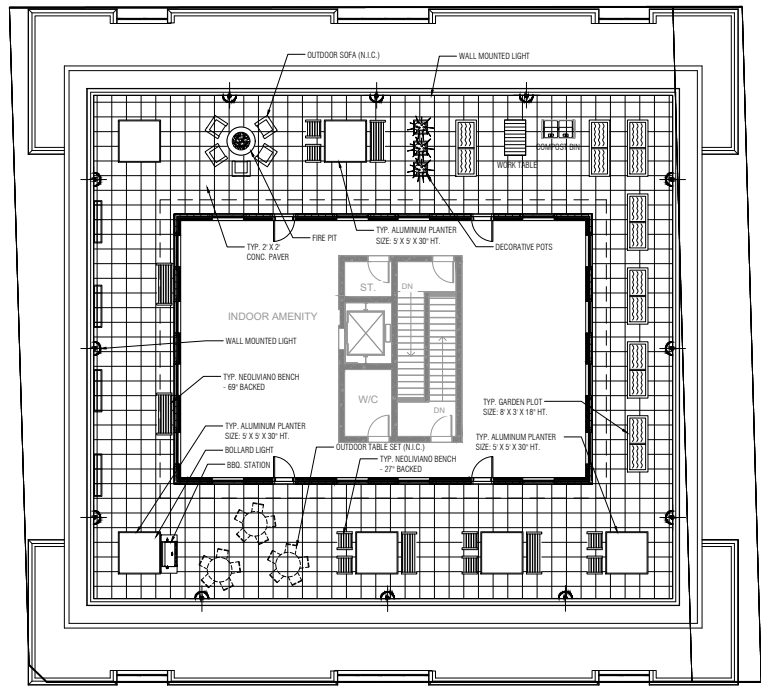 OUTDOOR SOFA (N.I.C.)
WALL MOUNTED LIGHT
COMPOST BIN
WORK TABLE
FIRE PIT
TYP. ALUMINUM PLANTER
SIZE: 5' X 5' X 30" HT.
DECORATIVE POTS
TYP. 2' X 2'
CONC. PAVER
ST.
DN
INDOOR AMENITY
WALL MOUNTED LIGHT
TYP. NEOLIVIANO BENCH
- 69" BACKED
W/C
DN
TYP. GARDEN PLOT
SIZE: 8' X 3' X 18" HT.
TYP. ALUMINUM PLANTER
SIZE: 5' X 5' X 30" HT.
BOLLARD LIGHT
BBQ. STATION
OUTDOOR TABLE SET (N.I.C.)
TYP. NEOLIVIANO BENCH
- 27" BACKED
TYP. ALUMINUM PLANTER
SIZE: 5' X 5' X 30" HT.